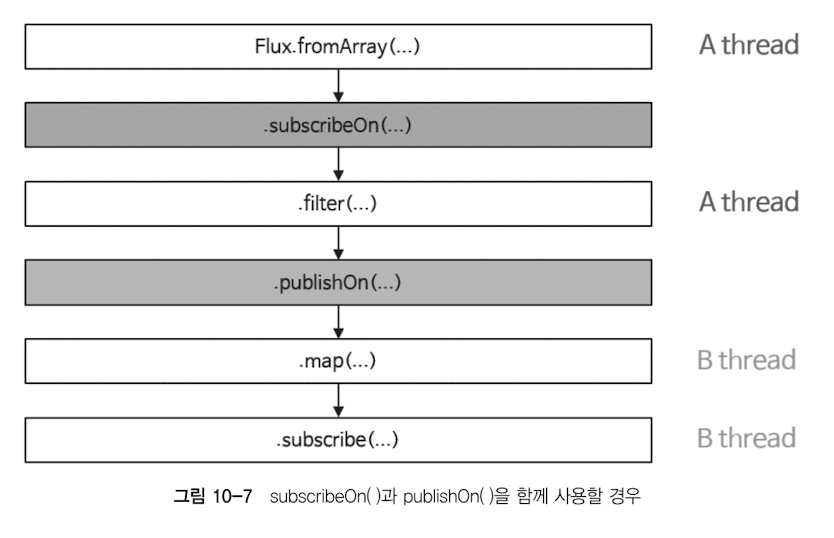 Flux.fromArray(...) A thread
.subscribeOn(...)
.filter(...) A thread
.publishOn(...)
.map(...) B thread
.subscribe(...) B thread
그림 10-7 subscribeOn( )과 publishOn( )을 함께 사용할 경우